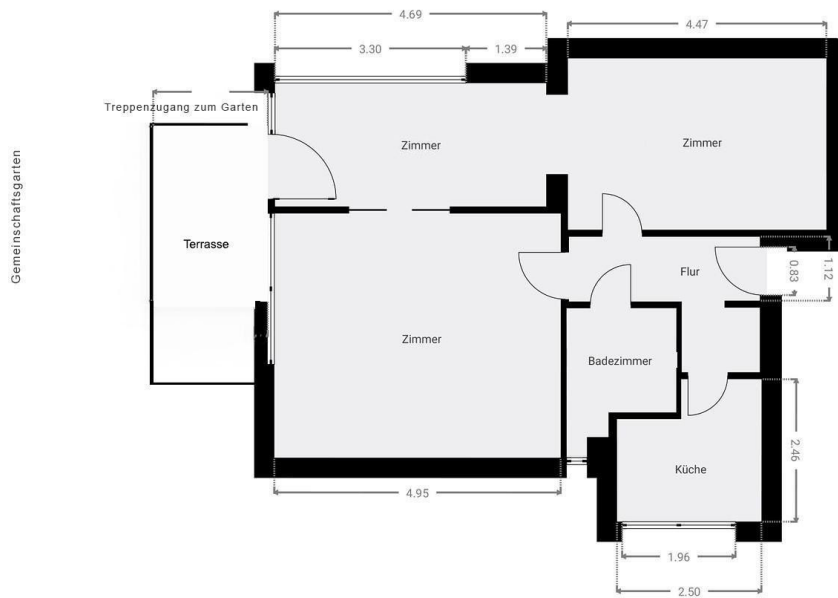 4.69
4.47
3.30
1.39
Treppenzugang zum Garten
Zimmer
Zimmer
Gemeinschaftsgarten
Terrasse
Flur
0.83
1.12
Zimmer
Badezimmer
2.46
Küche
4.95
1.96
2.50